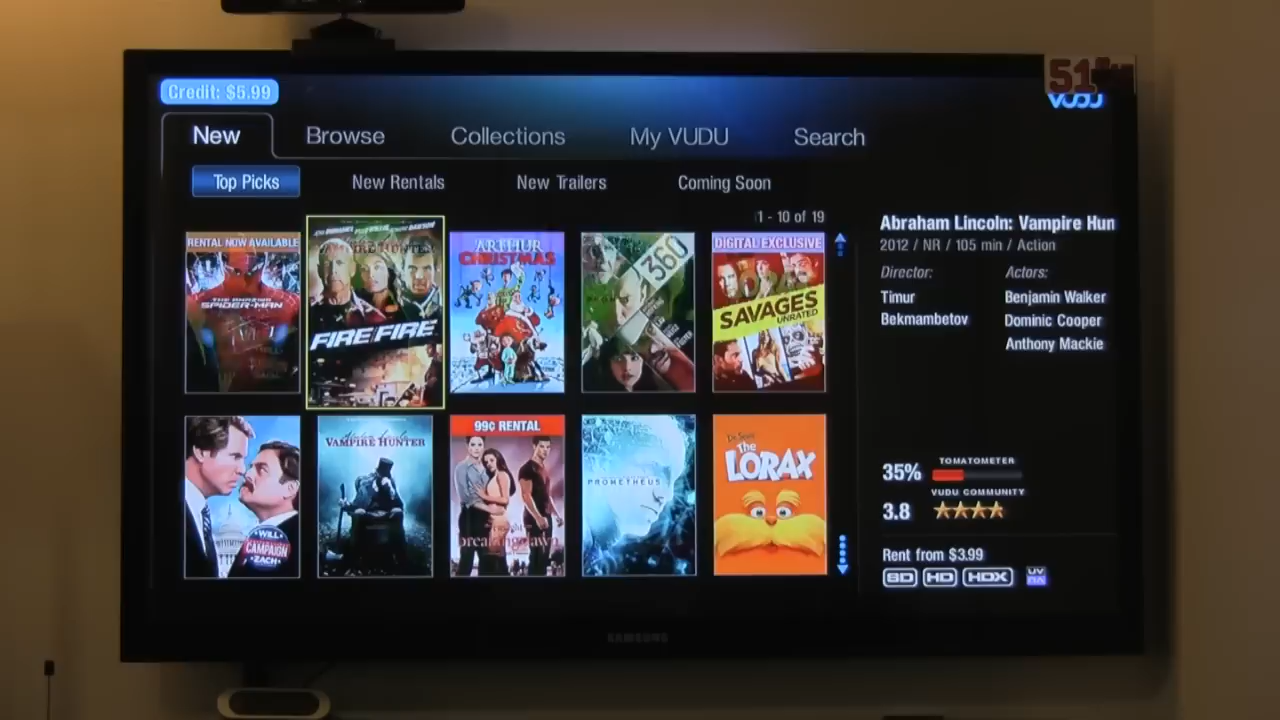 Credit: $5.99
VUDU
New
Browse
Collections
My VUDU
Search
Top Picks
New Rentals
New Trailers
Coming Soon
1 - 10 of 19
RENTAL NOW AVAILABLE
THE AMAZING
SPIDER-MAN
FIRE FIRE
ARTHUR
CHRISTMAS
360
DIGITAL EXCLUSIVE
SAVAGES
UNRATED
WILL
CAMPAIGN
ZACH
VAMPIRE HUNTER
99¢ RENTAL
breaking dawn
PROMETHEUS
Dr. Seuss'
The
LORAX
Abraham Lincoln: Vampire Hun
2012 / NR / 105 min / Action
Director:
Timur
Bekmambetov
Actors:
Benjamin Walker
Dominic Cooper
Anthony Mackie
35%
TOMATOMETER
3.8
VUDU COMMUNITY
Rent from $3.99
SD HD HDX UV
SAMSUNG